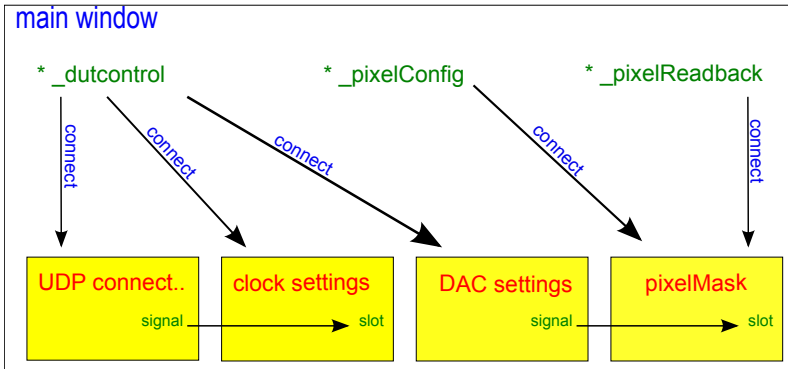 main window
* _dutcontrol
* _pixelConfig
* _pixelReadback
connect
connect
connect
connect
connect
UDP connect..
clock settings
DAC settings
pixelMask
signal
slot
signal
slot